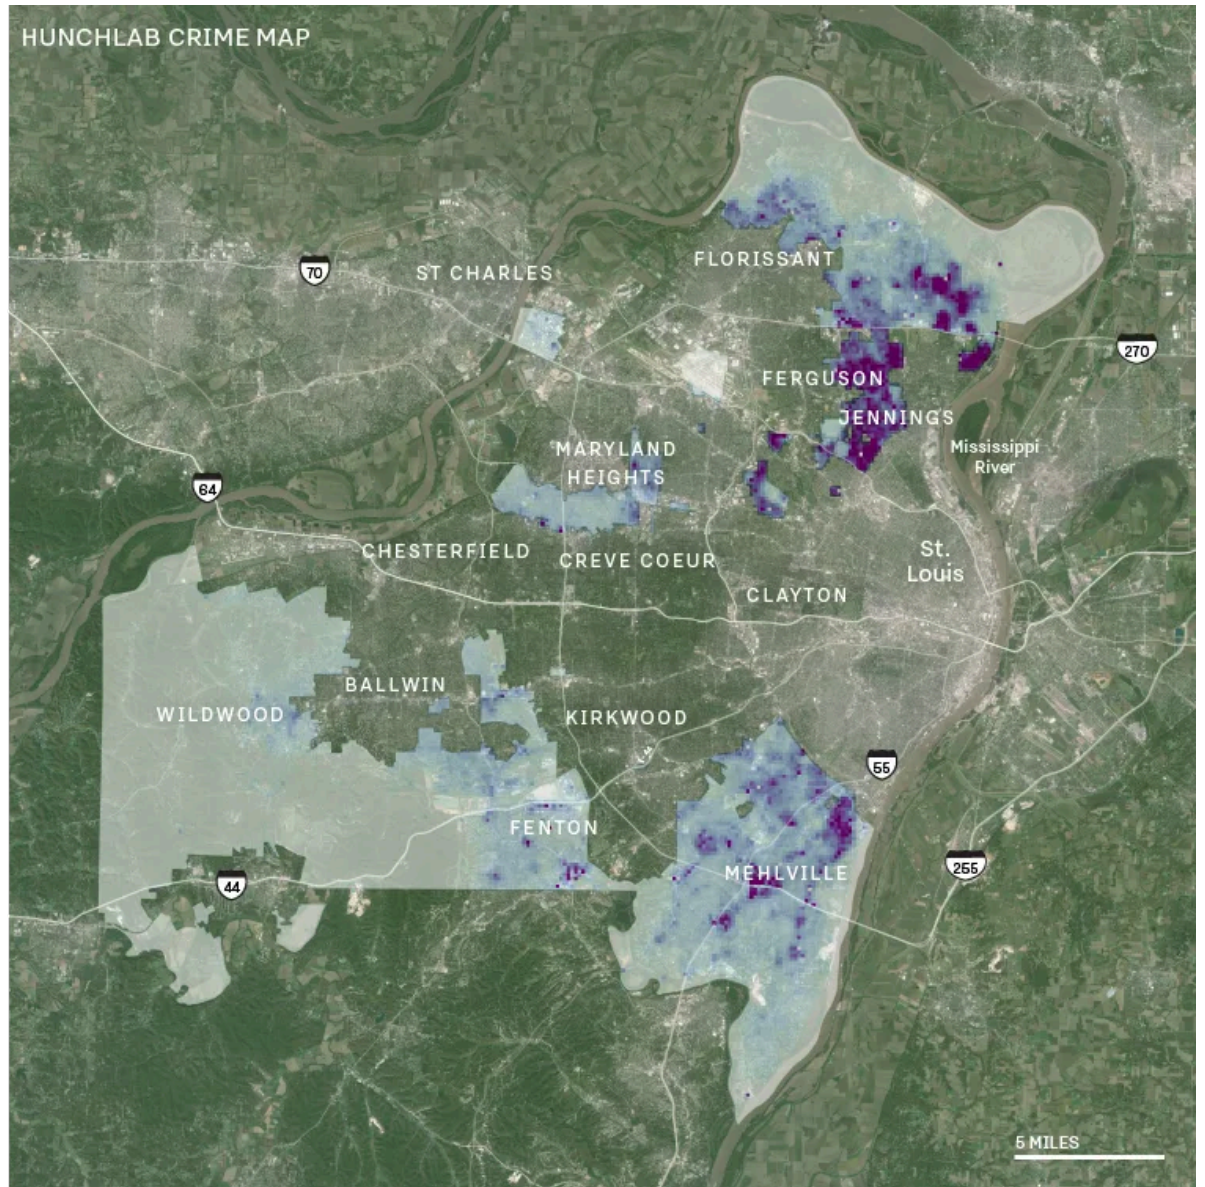 HUNCHLAB CRIME MAP
70
ST CHARLES
FLORISSANT
270
FERGUSON
JENNINGS
MARYLAND
HEIGHTS
Mississippi
River
64
CHESTERFIELD
CREVE COEUR
St.
Louis
CLAYTON
BALLWIN
WILDWOOD
KIRKWOOD
55
FENTON
MEHLVILLE
255
44
5 MILES